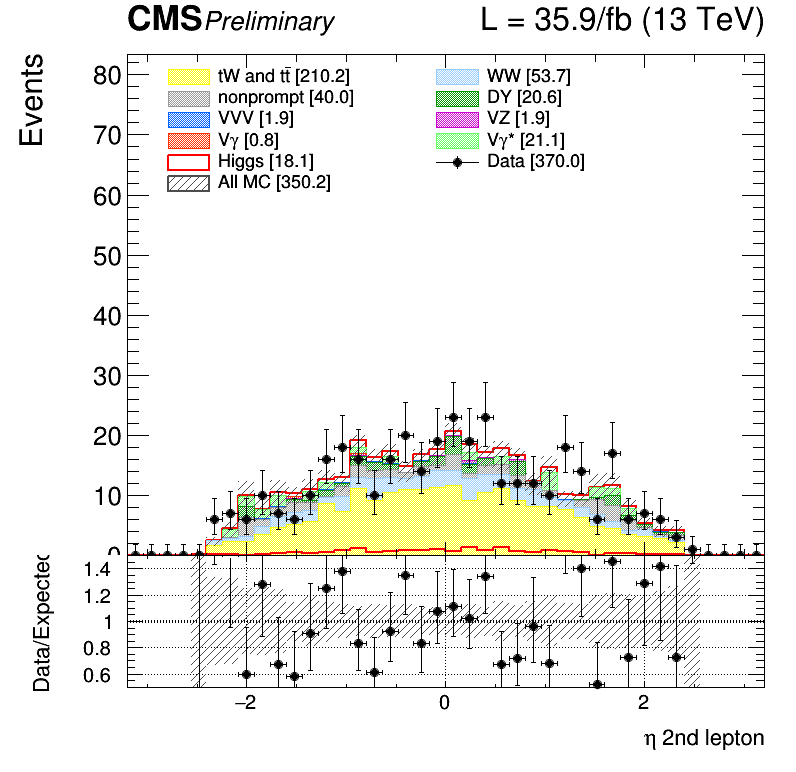 CMS Preliminary L = 35.9/fb (13 TeV)
Events
80
70
60
50
40
30
20
10
0
tW and tt̄ [210.2] WW [53.7]
nonprompt [40.0] DY [20.6]
VVV [1.9] VZ [1.9]
Vγ [0.8] Vγ* [21.1]
Higgs [18.1] Data [370.0]
All MC [350.2]
Data/Expected
1.4
1.2
1
0.8
0.6
−2 0 2
η 2nd lepton